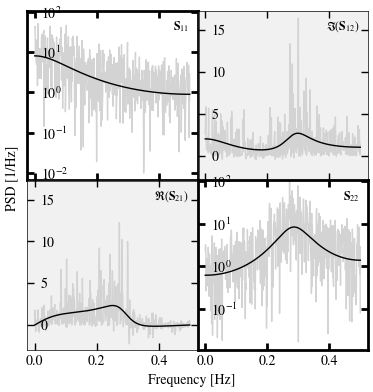 10² S₁₁
10¹
10⁰
10⁻¹
10⁻²
ℑ(S₁₂)
15
10
5
0
PSD [1/Hz]
ℜ(S₂₁)
15
10
5
0
10² S₂₂
10¹
10⁰
10⁻¹
0.0 0.2 0.4 0.0 0.2 0.4
Frequency [Hz]